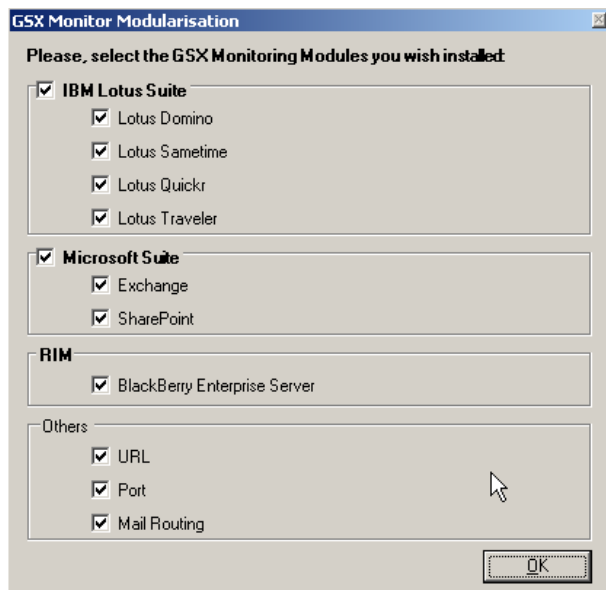 GSX Monitor Modularisation
Please, select the GSX Monitoring Modules you wish installed:
IBM Lotus Suite
Lotus Domino
Lotus Sametime
Lotus Quickr
Lotus Traveler
Microsoft Suite
Exchange
SharePoint
RIM
BlackBerry Enterprise Server
Others
URL
Port
Mail Routing
OK